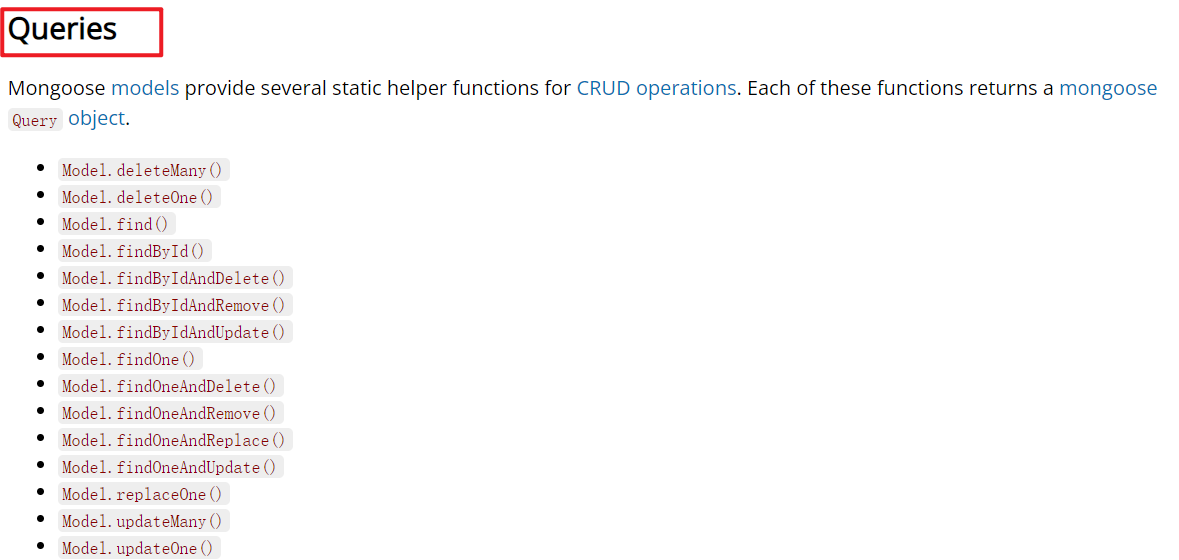 Queries
Mongoose models provide several static helper functions for CRUD operations. Each of these functions returns a mongoose
Query object.
Model.deleteMany()
Model.deleteOne()
Model.find()
Model.findById()
Model.findByIdAndDelete()
Model.findByIdAndRemove()
Model.findByIdAndUpdate()
Model.findOne()
Model.findOneAndDelete()
Model.findOneAndRemove()
Model.findOneAndReplace()
Model.findOneAndUpdate()
Model.replaceOne()
Model.updateMany()
Model.updateOne()